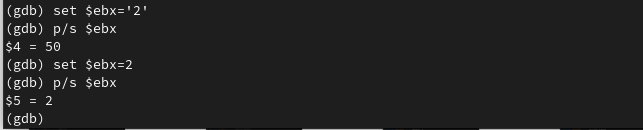 (gdb) set $ebx='2'
(gdb) p/s $ebx
$4 = 50
(gdb) set $ebx=2
(gdb) p/s $ebx
$5 = 2
(gdb)